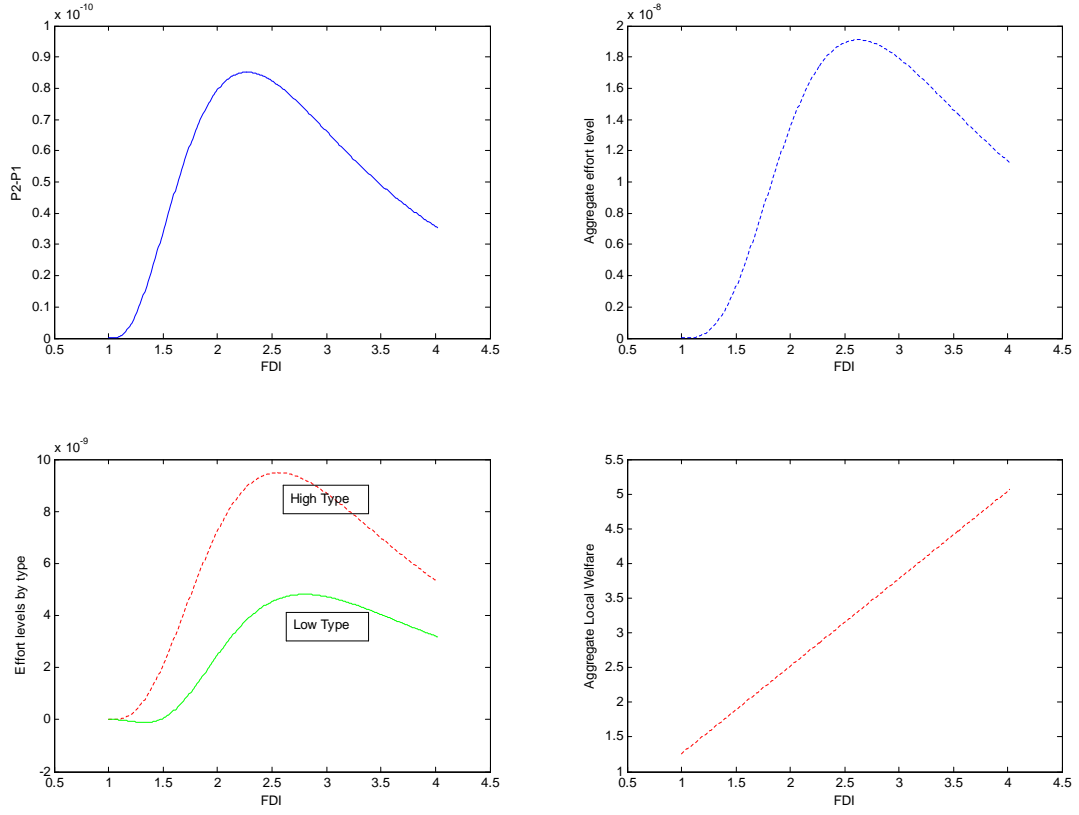 x 10^-10
1
0.9
0.8
0.7
0.6
0.5
0.4
0.3
0.2
0.1
0
P2-P1
0.5 1 1.5 2 2.5 3 3.5 4 4.5
FDI
x 10^-8
2
1.8
1.6
1.4
1.2
1
0.8
0.6
0.4
0.2
0
Aggregate effort level
0.5 1 1.5 2 2.5 3 3.5 4 4.5
FDI
x 10^-9
10
8
6
4
2
0
-2
Effort levels by type
High Type
Low Type
0.5 1 1.5 2 2.5 3 3.5 4 4.5
FDI
5.5
5
4.5
4
3.5
3
2.5
2
1.5
1
Aggregate Local Welfare
0.5 1 1.5 2 2.5 3 3.5 4 4.5
FDI